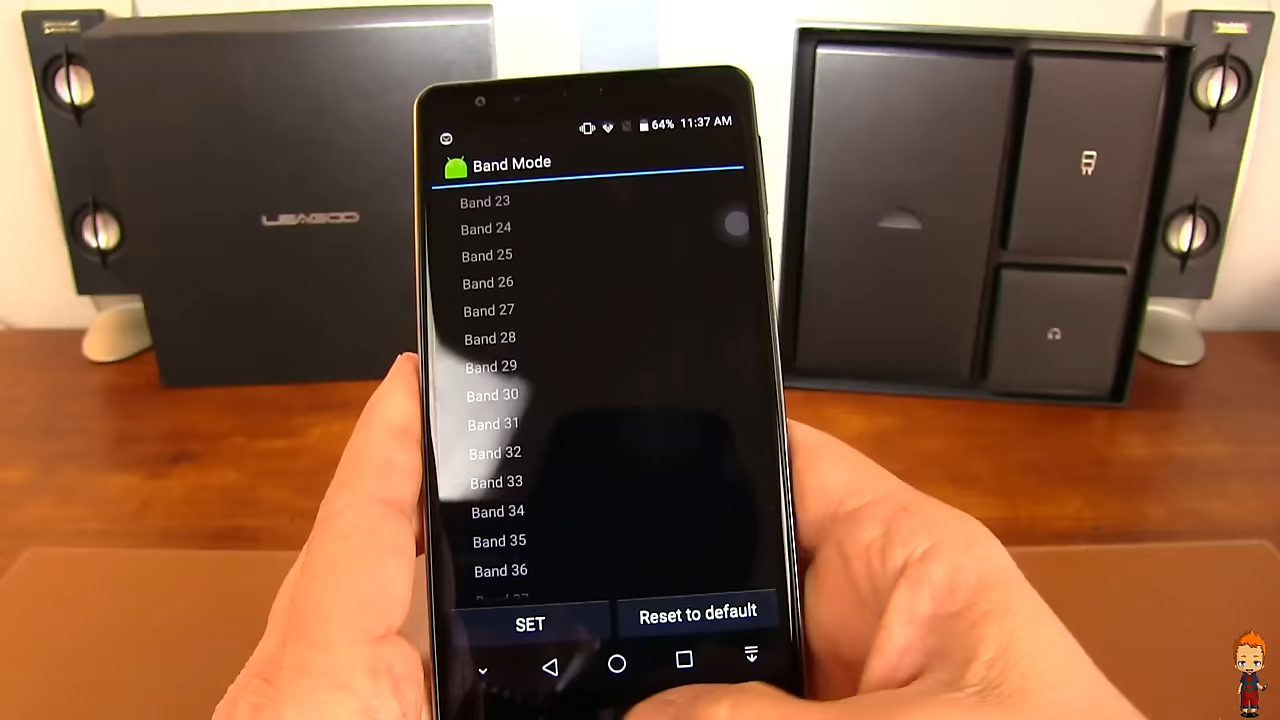 LEAGOO
64% 11:37 AM
Band Mode
Band 23
Band 24
Band 25
Band 26
Band 27
Band 28
Band 29
Band 30
Band 31
Band 32
Band 33
Band 34
Band 35
Band 36
Band 37
SET
Reset to default